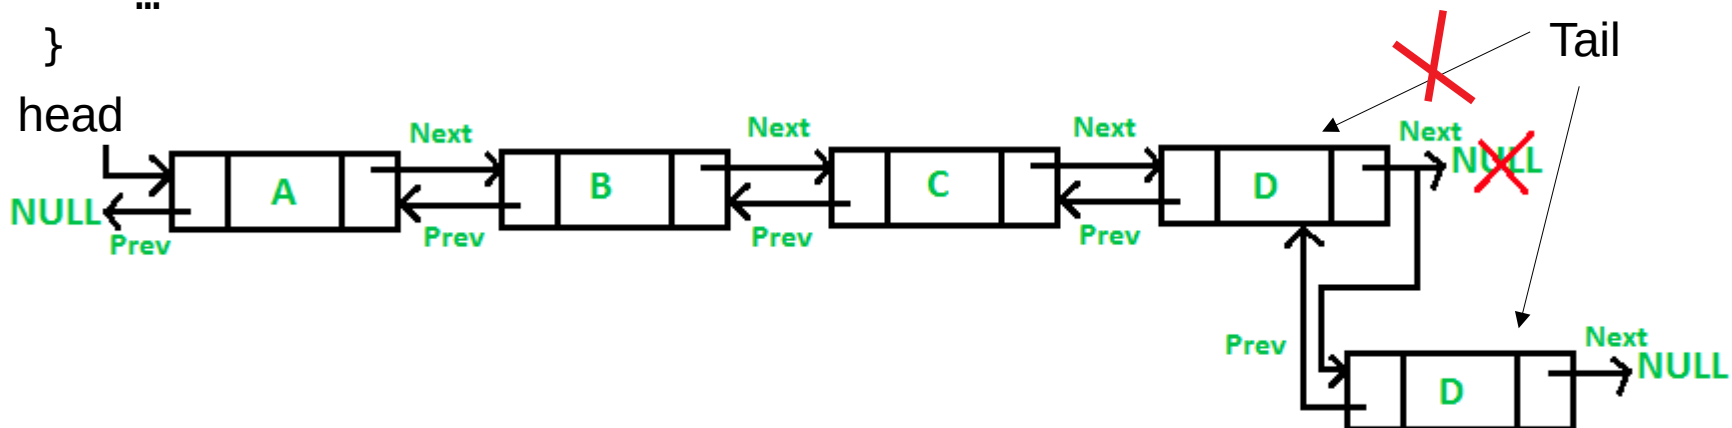 …
}
Tail
head
Next
Next
Next
Next
NULL
A
B
C
D
NULL
Prev
Prev
Prev
Prev
Prev
Next
NULL
D